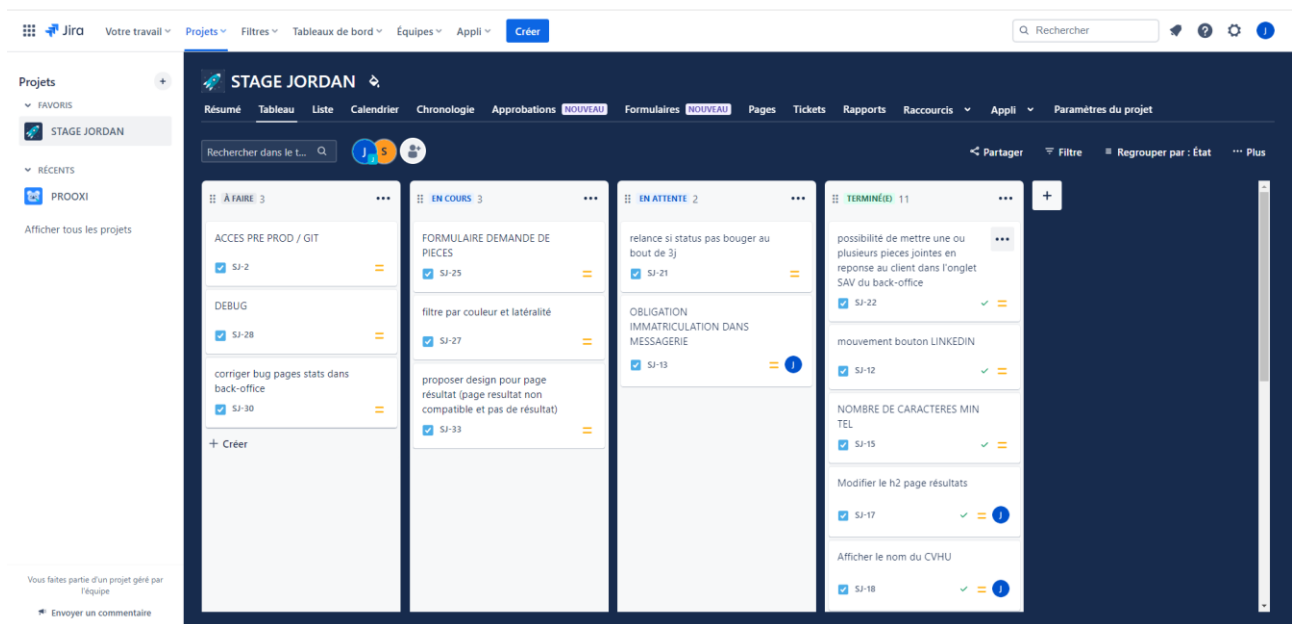 Jira Votre travail Projets Filtres Tableaux de bord Équipes Appli Créer Rechercher J
Projets +
FAVORIS
STAGE JORDAN
RÉCENTS
PROOXI
Afficher tous les projets
Vous faites partie d'un projet géré par
l'équipe
Envoyer un commentaire
STAGE JORDAN
Résumé Tableau Liste Calendrier Chronologie Approbations NOUVEAU Formulaires NOUVEAU Pages Tickets Rapports Raccourcis Appli Paramètres du projet
Rechercher dans le t... J J S Partager Filtre Regrouper par : État ··· Plus
À FAIRE 3 ···
ACCES PRE PROD / GIT
SJ-2
DEBUG
SJ-28
corriger bug pages stats dans
back-office
SJ-30
+ Créer
EN COURS 3 ···
FORMULAIRE DEMANDE DE
PIECES
SJ-25
filtre par couleur et latéralité
SJ-27
proposer design pour page
résultat (page resultat non
compatible et pas de résultat)
SJ-33
EN ATTENTE 2 ···
relance si status pas bouger au
bout de 3j
SJ-21
OBLIGATION
IMMATRICULATION DANS
MESSAGERIE
SJ-13 J
TERMINÉ(E) 11 ···
possibilité de mettre une ou ···
plusieurs pieces jointes en
reponse au client dans l'onglet
SAV du back-office
SJ-22
mouvement bouton LINKEDIN
SJ-12
NOMBRE DE CARACTERES MIN
TEL
SJ-15
Modifier le h2 page résultats
SJ-17 J
Afficher le nom du CVHU
SJ-18 J
+